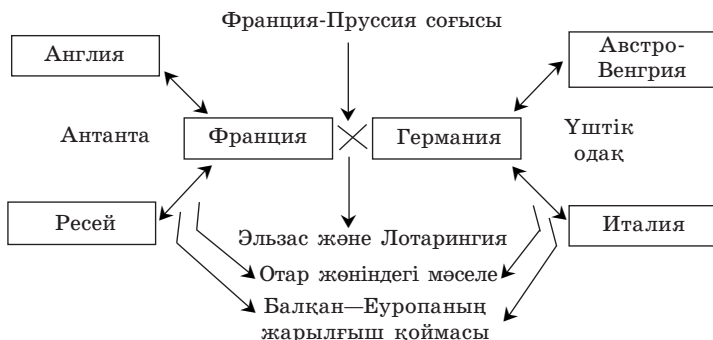 Франция-Пруссия соғысы
Англия
Австро-
Венгрия
Антанта
Франция
Германия
Үштік
одақ
Ресей
Италия
Эльзас және Лотарингия
Отар жөніндегі мәселе
Балқан—Еуропаның
жарылғыш қоймасы